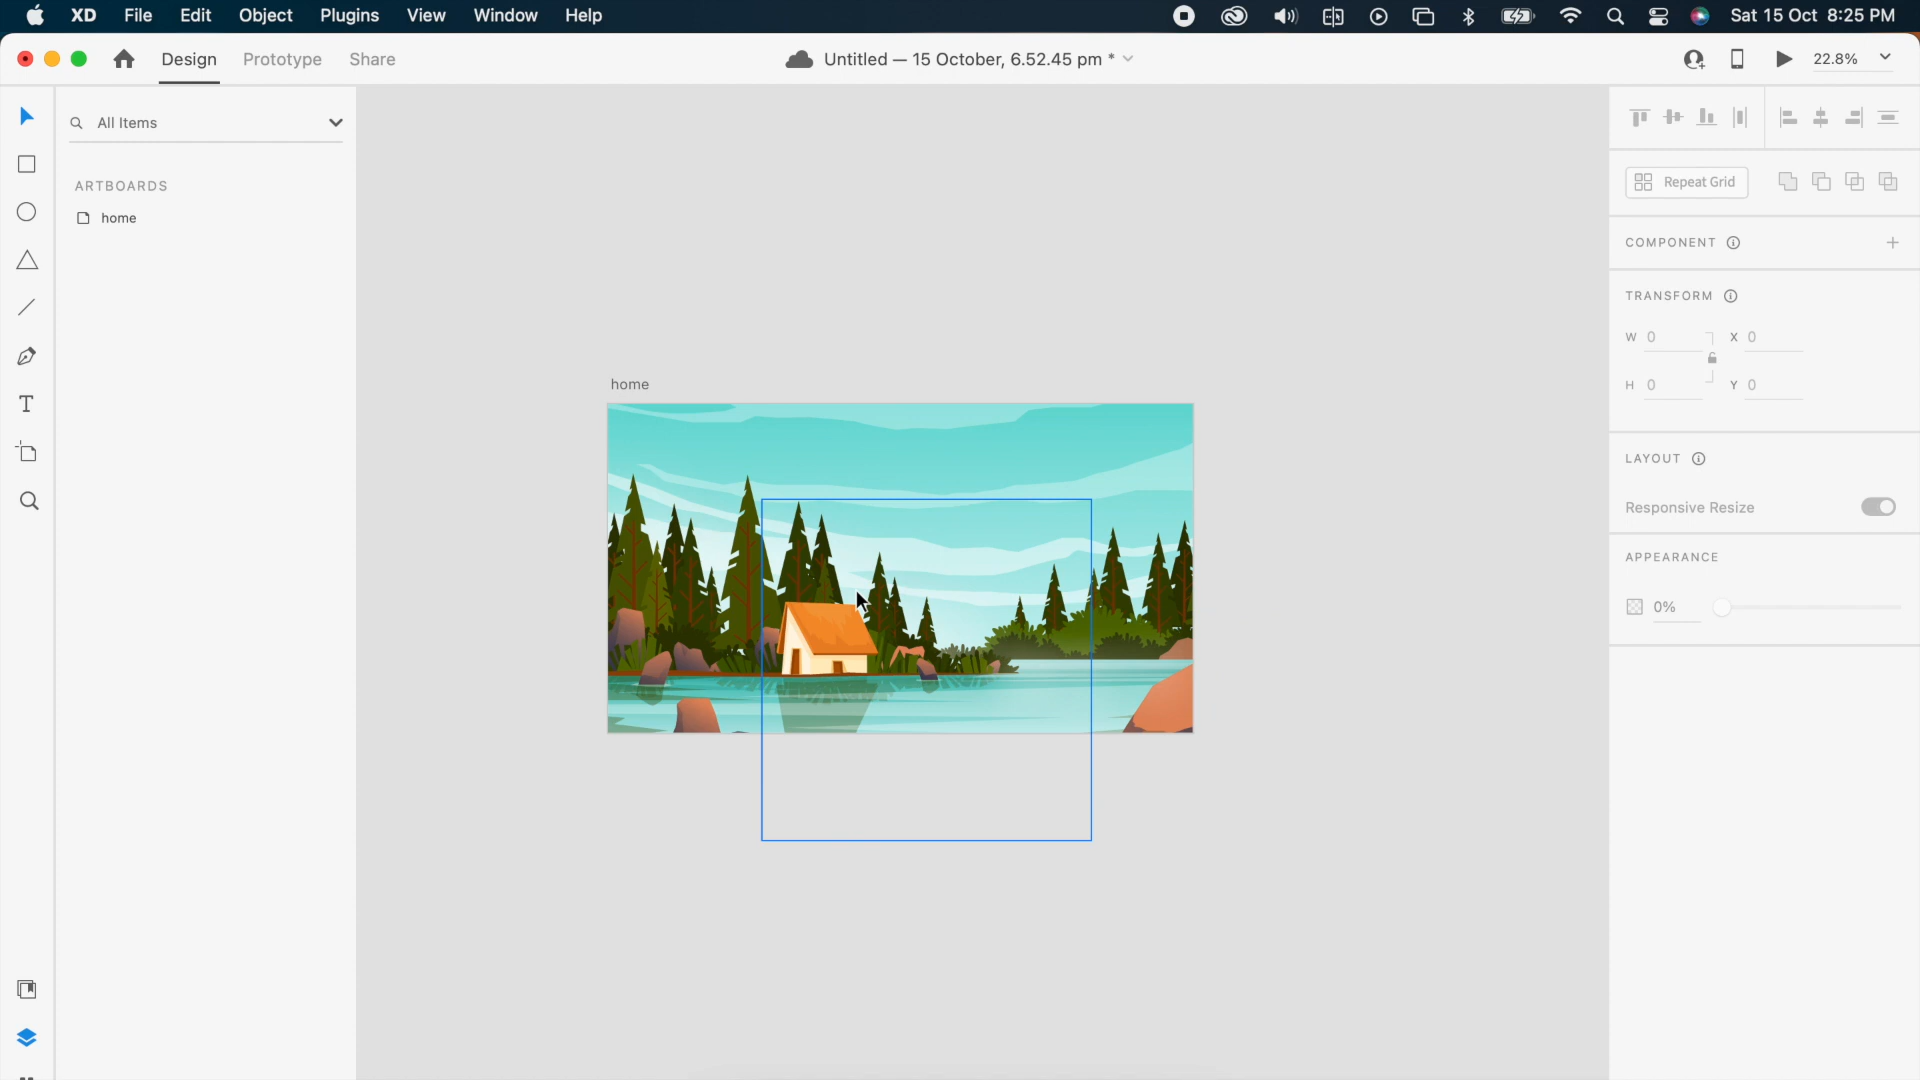 XD File Edit Object Plugins View Window Help Sat 15 Oct 8:25 PM
Design Prototype Share Untitled — 15 October, 6.52.45 pm * 22.8%
All Items
ARTBOARDS
home
home
Repeat Grid
COMPONENT
TRANSFORM
W 0 X 0
H 0 Y 0
LAYOUT
Responsive Resize
APPEARANCE
0%